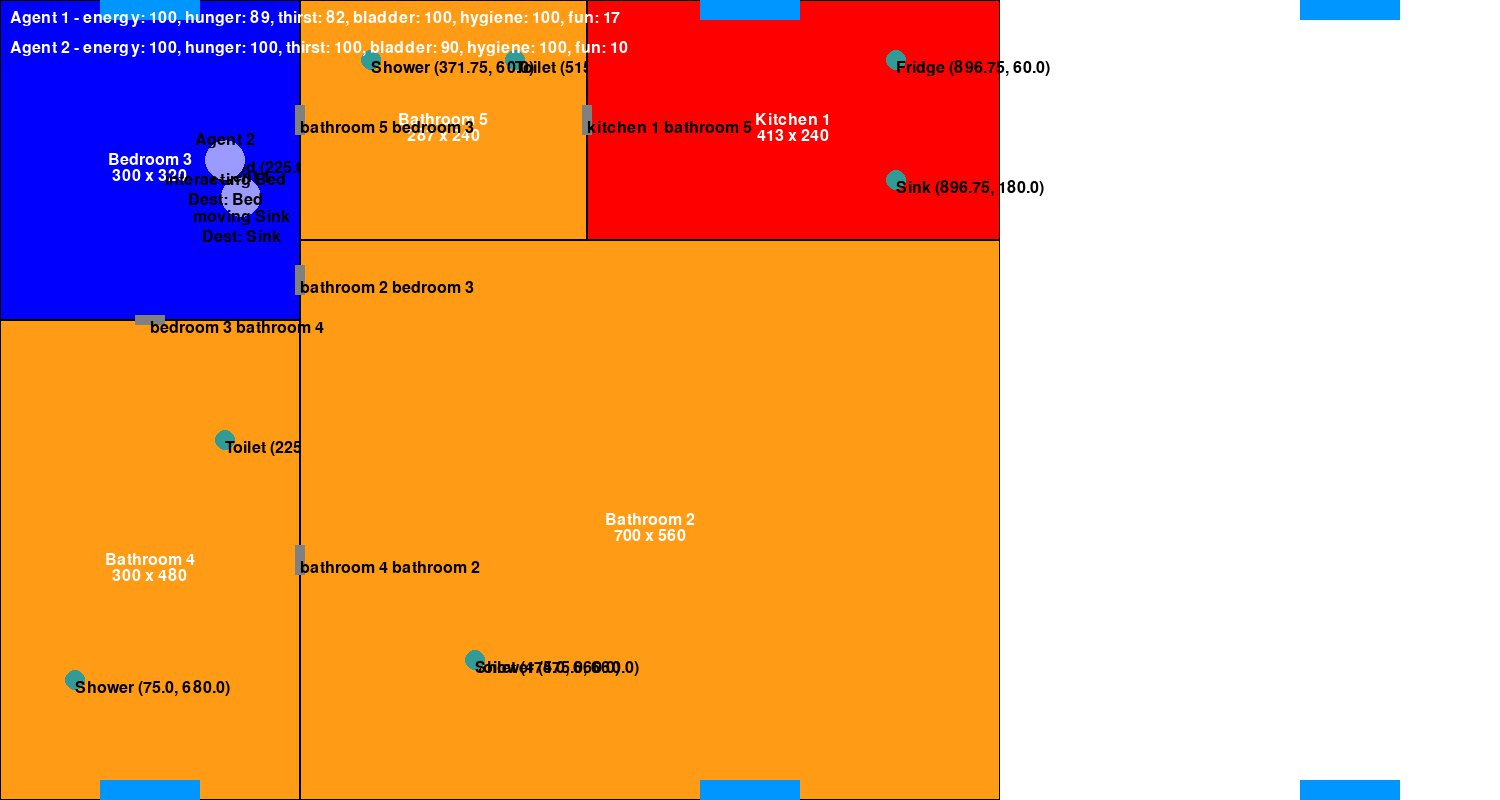 Agent 1 - energy: 100, hunger: 89, thirst: 82, bladder: 100, hygiene: 100, fun: 17
Agent 2 - energy: 100, hunger: 100, thirst: 100, bladder: 90, hygiene: 100, fun: 10
Shower (371.75, 60.0)
Toilet (515
Fridge (896.75, 60.0)
Bathroom 5
287 x 240
bathroom 5 bedroom 3
Kitchen 1
413 x 240
kitchen 1 bathroom 5
Agent 2
Bedroom 3
300 x 320
interacting Bed
Dest: Bed
moving Sink
Dest: Sink
Sink (896.75, 180.0)
bathroom 2 bedroom 3
bedroom 3 bathroom 4
Toilet (225
Bathroom 2
700 x 560
Bathroom 4
300 x 480
bathroom 4 bathroom 2
Shower (75.0, 680.0)